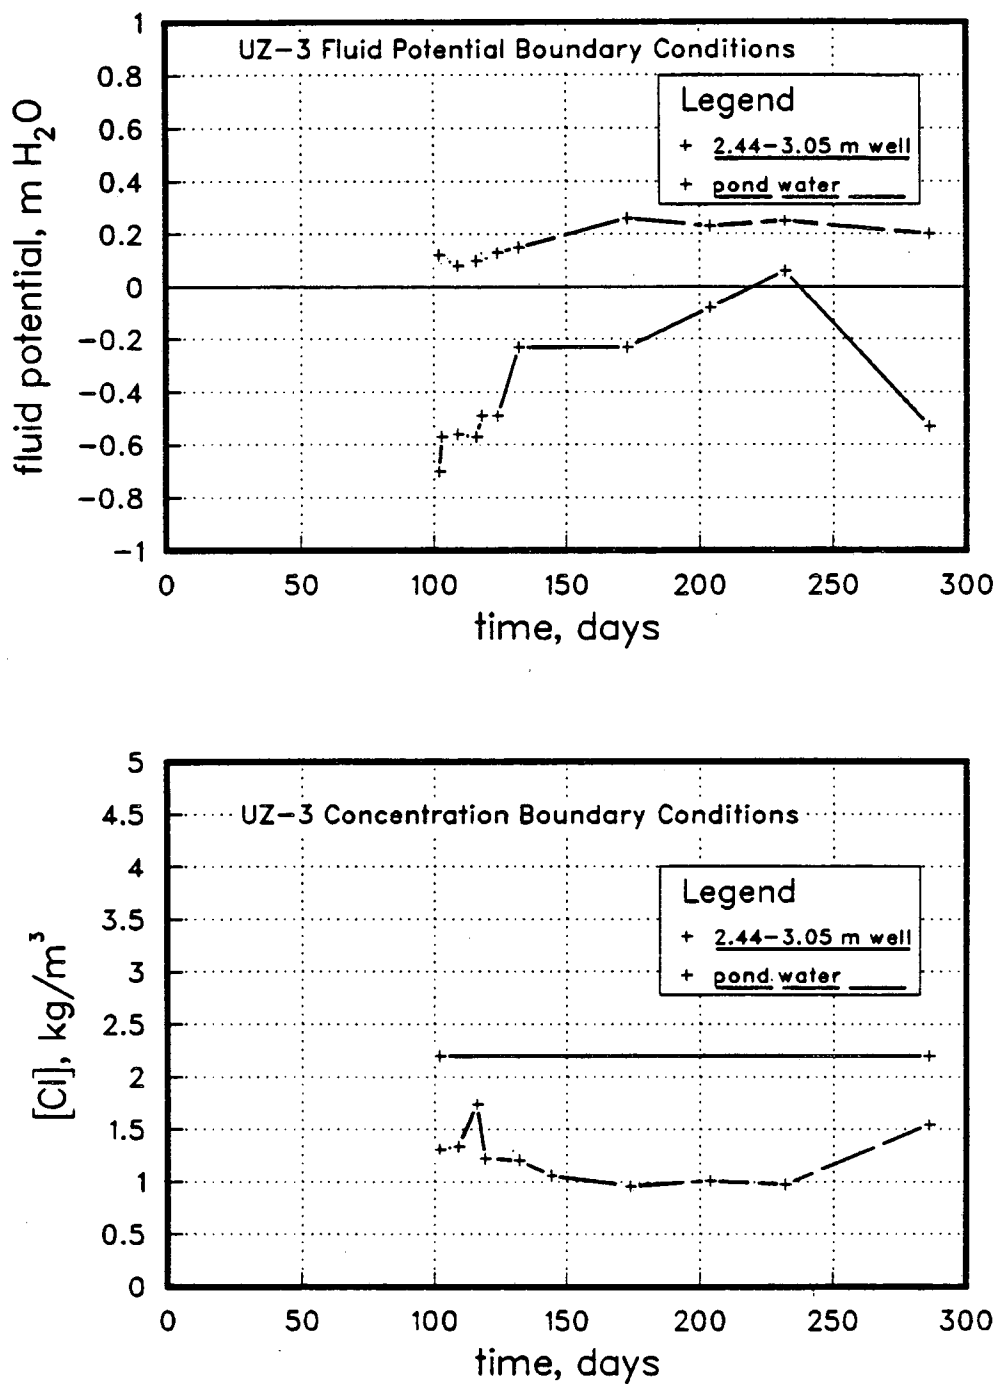 1
UZ-3 Fluid Potential Boundary Conditions
0.8
Legend
0.6
+ 2.44-3.05 m well
0.4
+ pond water
0.2
0
-0.2
-0.4
-0.6
-0.8
-1
fluid potential, m H₂O
0 50 100 150 200 250 300
time, days
5
4.5
UZ-3 Concentration Boundary Conditions
4
Legend
3.5
+ 2.44-3.05 m well
3
+ pond water
2.5
2
1.5
1
0.5
0
[Cl], kg/m³
0 50 100 150 200 250 300
time, days